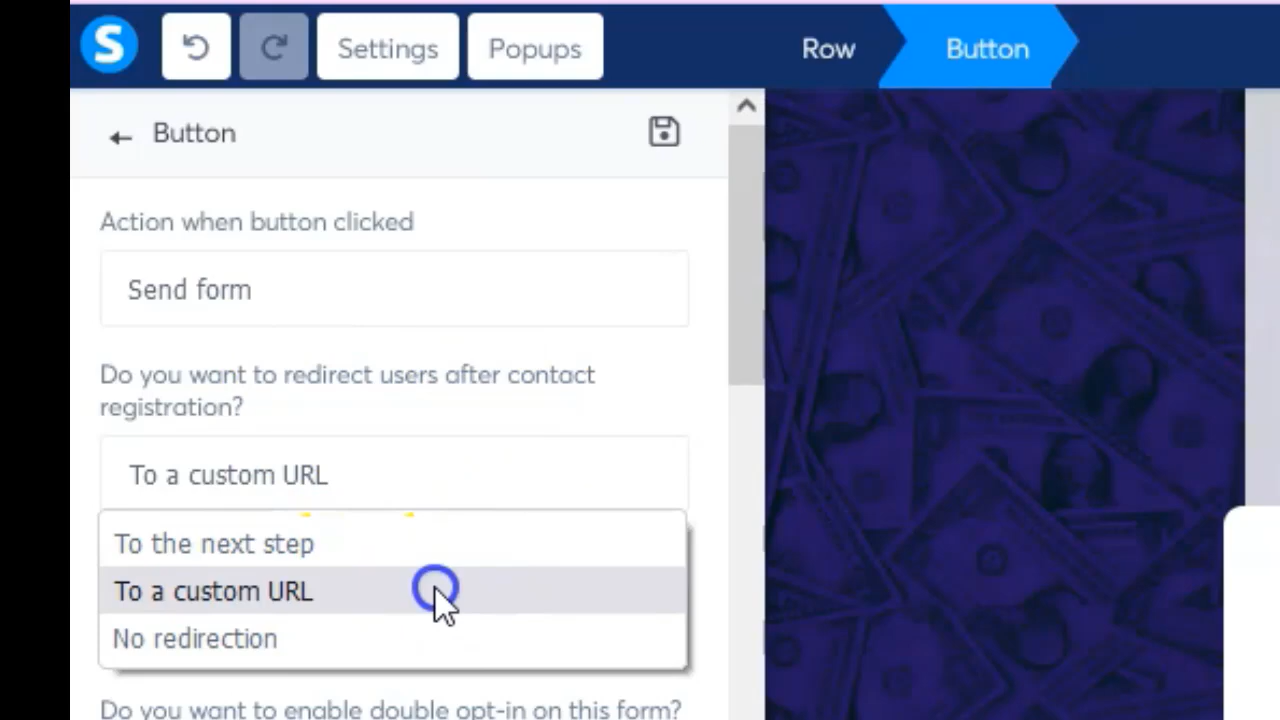 S
Settings
Popups
Row
Button
Button
Action when button clicked
Send form
Do you want to redirect users after contact
registration?
To a custom URL
To the next step
To a custom URL
No redirection
Do you want to enable double opt-in on this form?